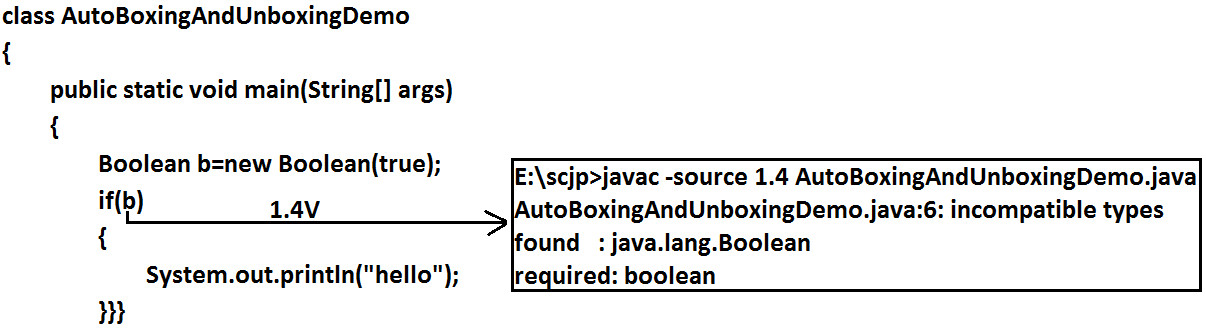 class AutoBoxingAndUnboxingDemo
{
public static void main(String[] args)
{
Boolean b=new Boolean(true);
if(b)
1.4V
{
System.out.println("hello");
}}}
E:\scjp>javac -source 1.4 AutoBoxingAndUnboxingDemo.java
AutoBoxingAndUnboxingDemo.java:6: incompatible types
found : java.lang.Boolean
required: boolean